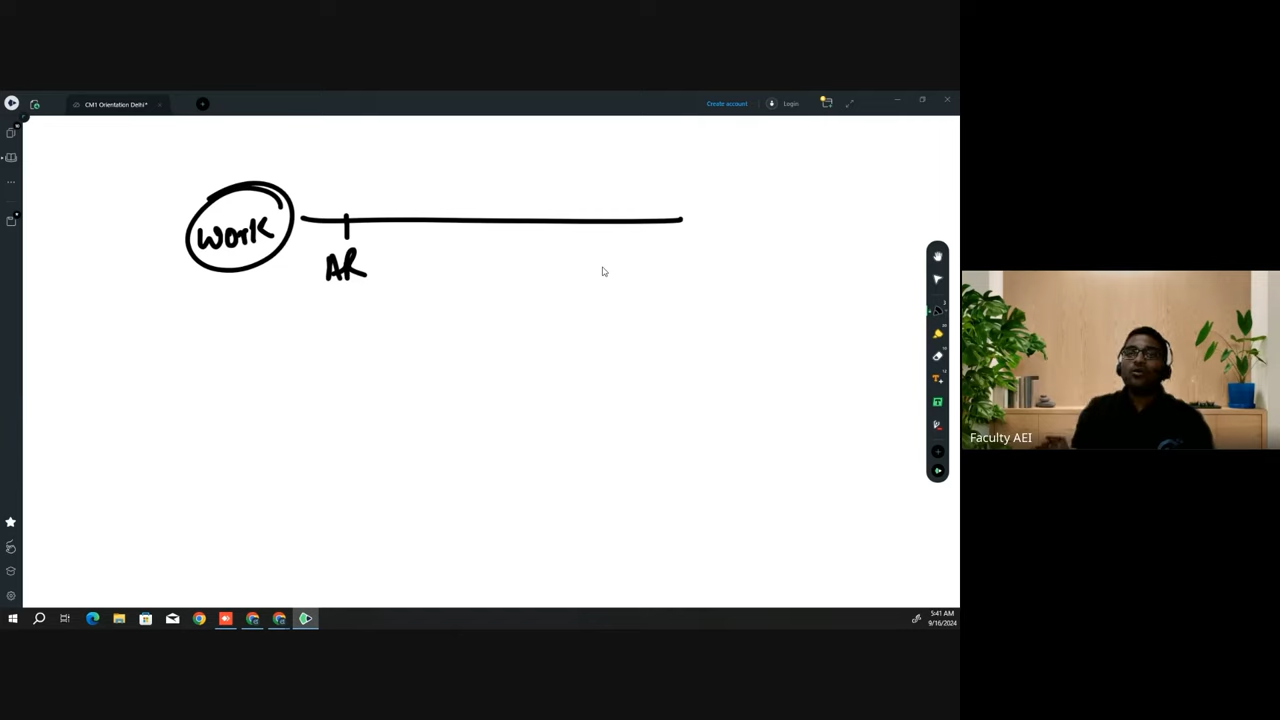 CM1 Orientation Delhi*
Create account
Login
work
AR
Faculty AEI
5:41 AM
9/16/2024